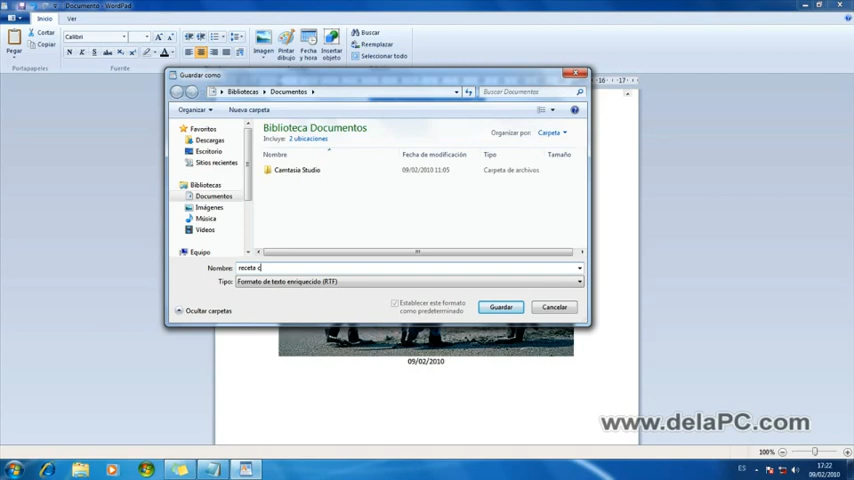 Documento - WordPad
Inicio
Ver
Pegar
Cortar
Copiar
Portapapeles
Calibri
Fuente
Imagen
Pintar dibujo
Fecha y hora
Insertar objeto
Buscar
Reemplazar
Seleccionar todo
16
17
Guardar como
Bibliotecas
Documentos
Buscar Documentos
Organizar
Nueva carpeta
Favoritos
Descargas
Escritorio
Sitios recientes
Bibliotecas
Documentos
Imágenes
Música
Vídeos
Equipo
Biblioteca Documentos
Incluye: 2 ubicaciones
Organizar por: Carpeta
Nombre
Fecha de modificación
Tipo
Tamaño
Camtasia Studio
09/02/2010 11:05
Carpeta de archivos
Nombre: receta c
Tipo: Formato de texto enriquecido (RTF)
Establecer este formato
como predeterminado
Ocultar carpetas
Guardar
Cancelar
09/02/2010
www.delaPC.com
100%
ES
17:22
09/02/2010